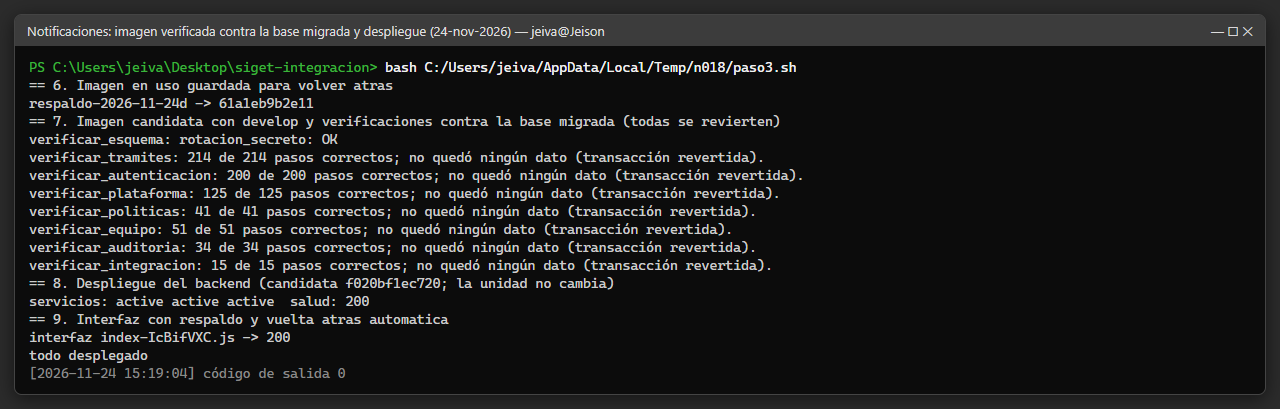 Notificaciones: imagen verificada contra la base migrada y despliegue (24-nov-2026) — jeiva@Jeison
PS C:\Users\jeiva\Desktop\siget-integracion> bash C:/Users/jeiva/AppData/Local/Temp/n018/paso3.sh
== 6. Imagen en uso guardada para volver atras
respaldo-2026-11-24d -> 61a1eb9b2e11
== 7. Imagen candidata con develop y verificaciones contra la base migrada (todas se revierten)
verificar_esquema: rotacion_secreto: OK
verificar_tramites: 214 de 214 pasos correctos; no quedó ningún dato (transacción revertida).
verificar_autenticacion: 200 de 200 pasos correctos; no quedó ningún dato (transacción revertida).
verificar_plataforma: 125 de 125 pasos correctos; no quedó ningún dato (transacción revertida).
verificar_politicas: 41 de 41 pasos correctos; no quedó ningún dato (transacción revertida).
verificar_equipo: 51 de 51 pasos correctos; no quedó ningún dato (transacción revertida).
verificar_auditoria: 34 de 34 pasos correctos; no quedó ningún dato (transacción revertida).
verificar_integracion: 15 de 15 pasos correctos; no quedó ningún dato (transacción revertida).
== 8. Despliegue del backend (candidata f020bf1ec720; la unidad no cambia)
servicios: active active active  salud: 200
== 9. Interfaz con respaldo y vuelta atras automatica
interfaz index-IcBifVXC.js -> 200
todo desplegado
[2026-11-24 15:19:04] código de salida 0